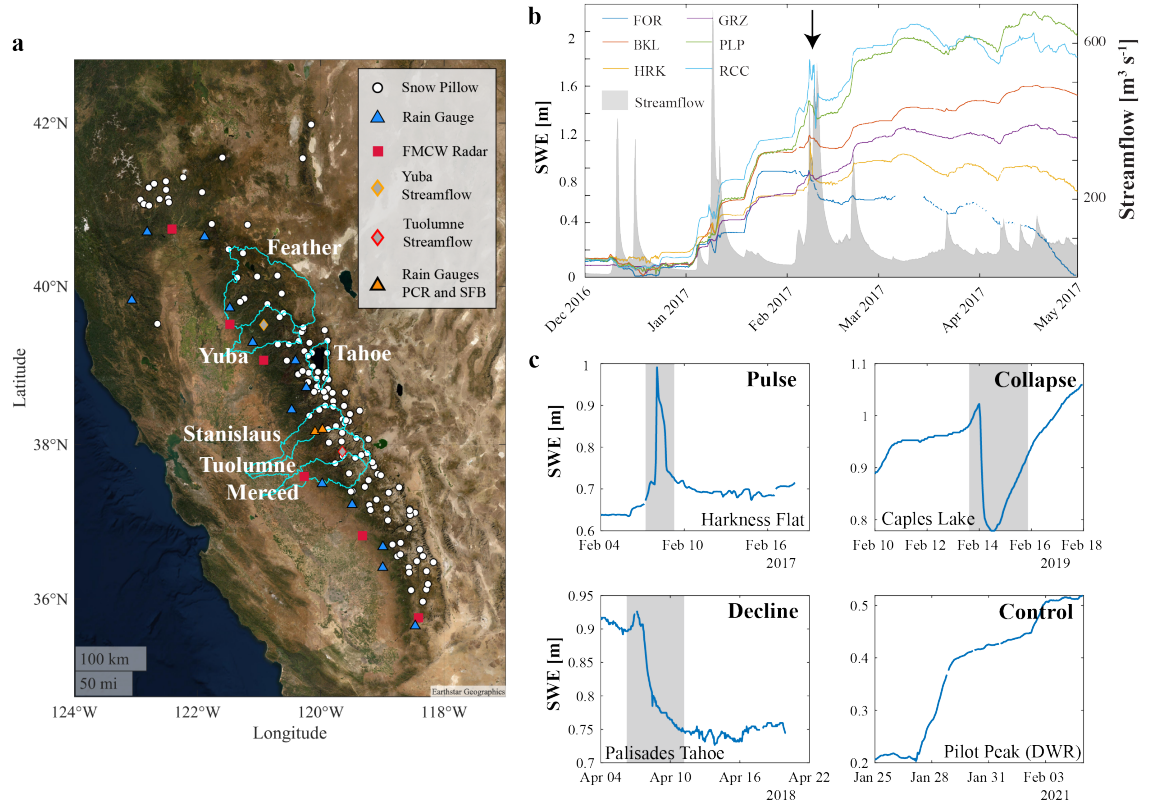 a
Snow Pillow
Rain Gauge
FMCW Radar
Yuba
Streamflow
Tuolumne
Streamflow
Rain Gauges
PCR and SFB
Feather
Yuba
Tahoe
Stanislaus
Tuolumne
Merced
42°N
40°N
38°N
36°N
Latitude
100 km
50 mi
Earthstar Geographics
124°W
122°W
120°W
118°W
Longitude
b
FOR
GRZ
BKL
PLP
HRK
RCC
Streamflow
2
1.6
1.2
0.8
0.4
0
SWE [m]
600
200
Streamflow [m³ s⁻¹]
Dec 2016
Jan 2017
Feb 2017
Mar 2017
Apr 2017
May 2017
c
Pulse
1
0.9
0.8
0.7
0.6
SWE [m]
Harkness Flat
Feb 04
Feb 10
Feb 16
2017
Collapse
1.1
1
0.9
0.8
Caples Lake
Feb 10
Feb 12
Feb 14
Feb 16
Feb 18
2019
Decline
0.95
0.9
0.85
0.8
0.75
0.7
SWE [m]
Palisades Tahoe
Apr 04
Apr 10
Apr 16
Apr 22
2018
Control
0.5
0.4
0.3
0.2
Pilot Peak (DWR)
Jan 25
Jan 28
Jan 31
Feb 03
2021